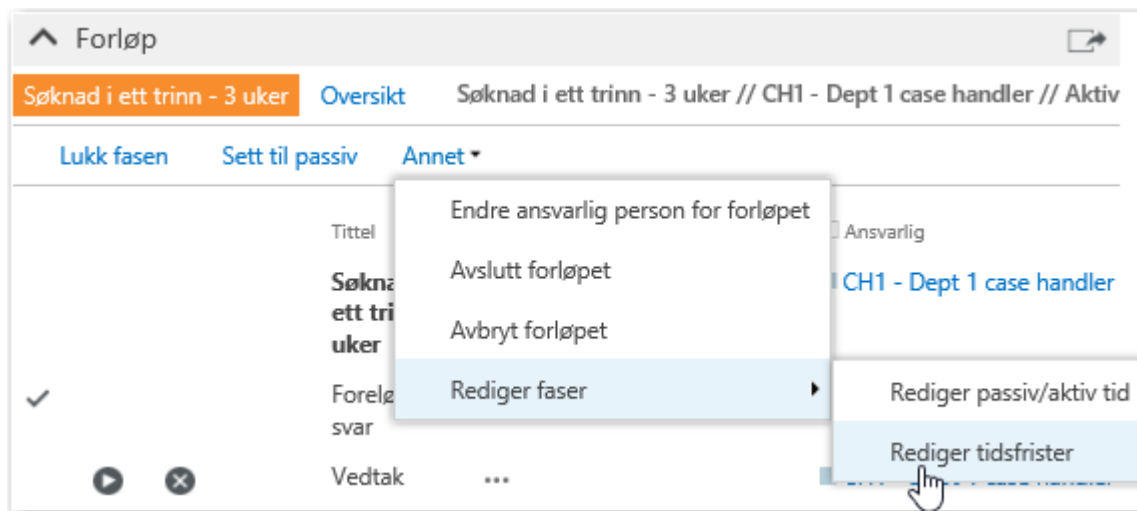 Forløp
Søknad i ett trinn - 3 uker Oversikt Søknad i ett trinn - 3 uker // CH1 - Dept 1 case handler // Aktiv
Lukk fasen Sett til passiv Annet
Endre ansvarlig person for forløpet
Tittel Ansvarlig
Avslutt forløpet
Søkna CH1 - Dept 1 case handler
ett tri
Avbryt forløpet
uker
Rediger faser
Forelø Rediger passiv/aktiv tid
svar
Rediger tidsfrister
Vedtak ...